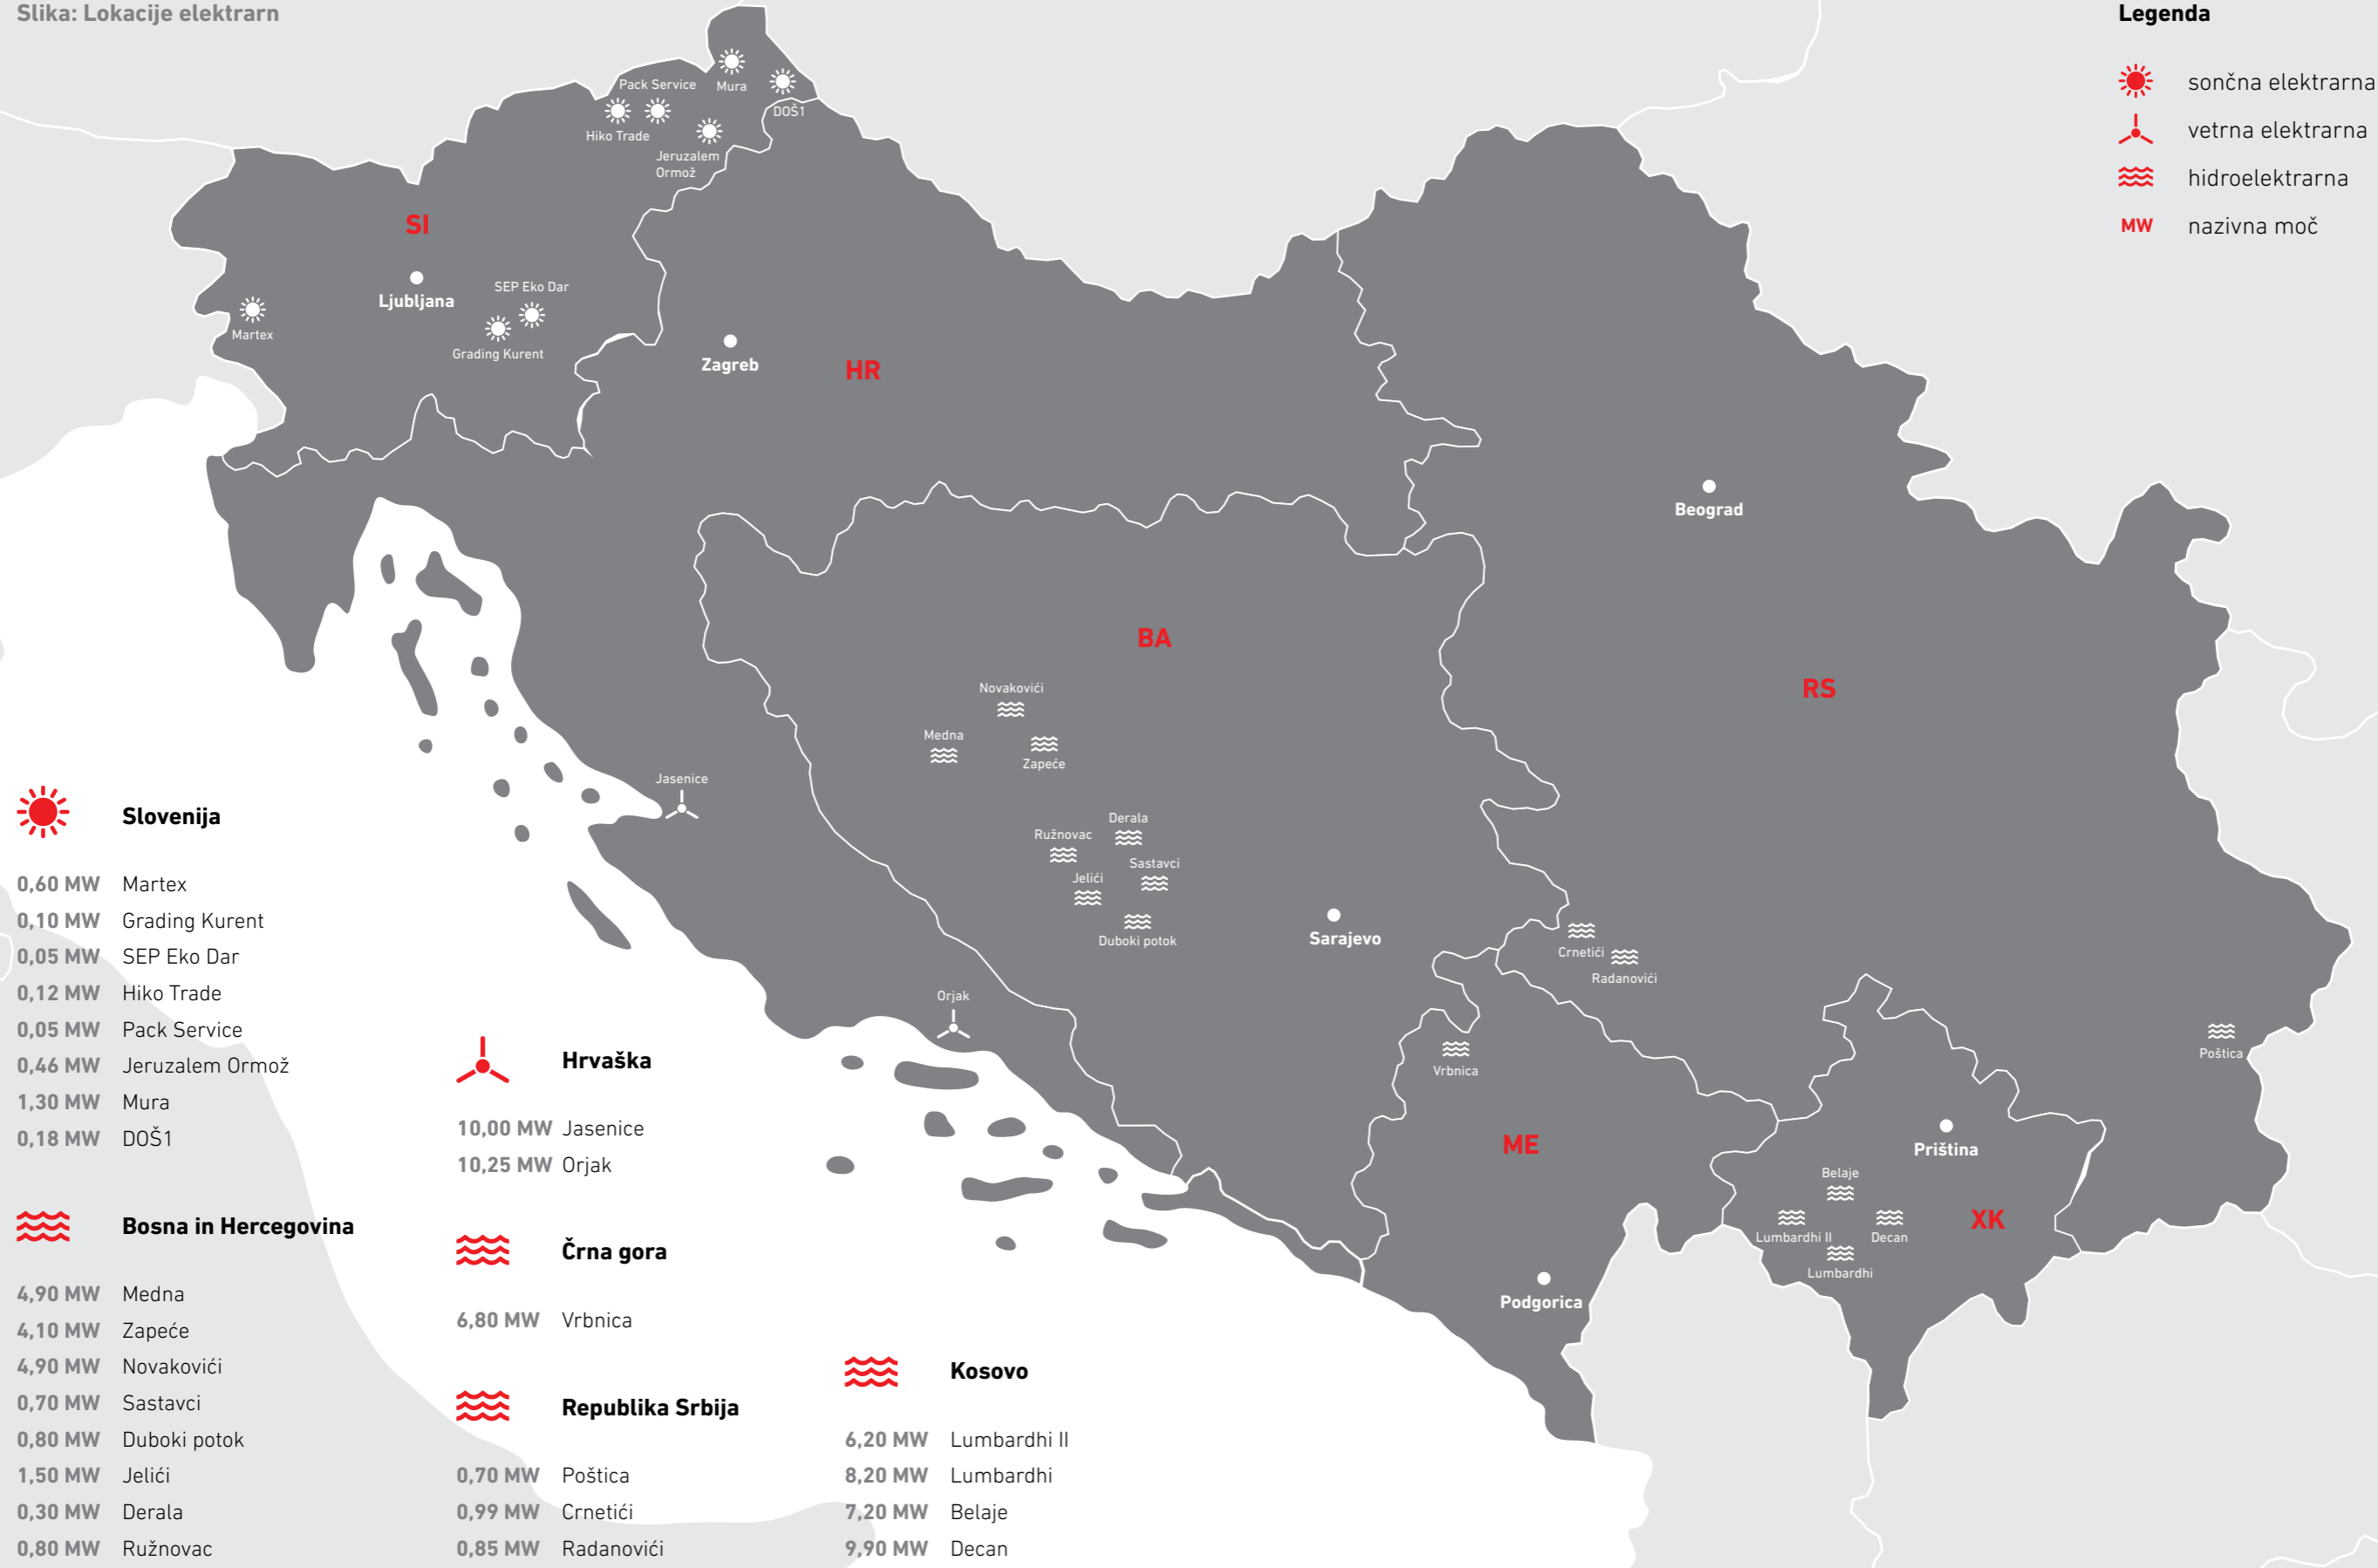 Slika: Lokacije elektrarn
Legenda
sončna elektrarna
vetrna elektrarna
hidroelektrarna
MW nazivna moč
Pack Service
Mura
DOŠ1
Hiko Trade
Jeruzalem
Ormož
SI
Ljubljana
SEP Eko Dar
Martex
Grading Kurent
Zagreb
HR
Beograd
BA
RS
Novakovići
Medna
Zapeće
Jasenice
Derala
Ružnovac
Sastavci
Jelići
Duboki potok
Sarajevo
Crnetići
Radanovići
Orjak
Vrbnica
Poštica
ME
Priština
Belaje
XK
Lumbardhi II
Decan
Lumbardhi
Podgorica
Slovenija
0,60 MW Martex
0,10 MW Grading Kurent
0,05 MW SEP Eko Dar
0,12 MW Hiko Trade
0,05 MW Pack Service
0,46 MW Jeruzalem Ormož
1,30 MW Mura
0,18 MW DOŠ1
Bosna in Hercegovina
4,90 MW Medna
4,10 MW Zapeće
4,90 MW Novakovići
0,70 MW Sastavci
0,80 MW Duboki potok
1,50 MW Jelići
0,30 MW Derala
0,80 MW Ružnovac
Hrvaška
10,00 MW Jasenice
10,25 MW Orjak
Črna gora
6,80 MW Vrbnica
Republika Srbija
0,70 MW Poštica
0,99 MW Crnetići
0,85 MW Radanovići
Kosovo
6,20 MW Lumbardhi II
8,20 MW Lumbardhi
7,20 MW Belaje
9,90 MW Decan